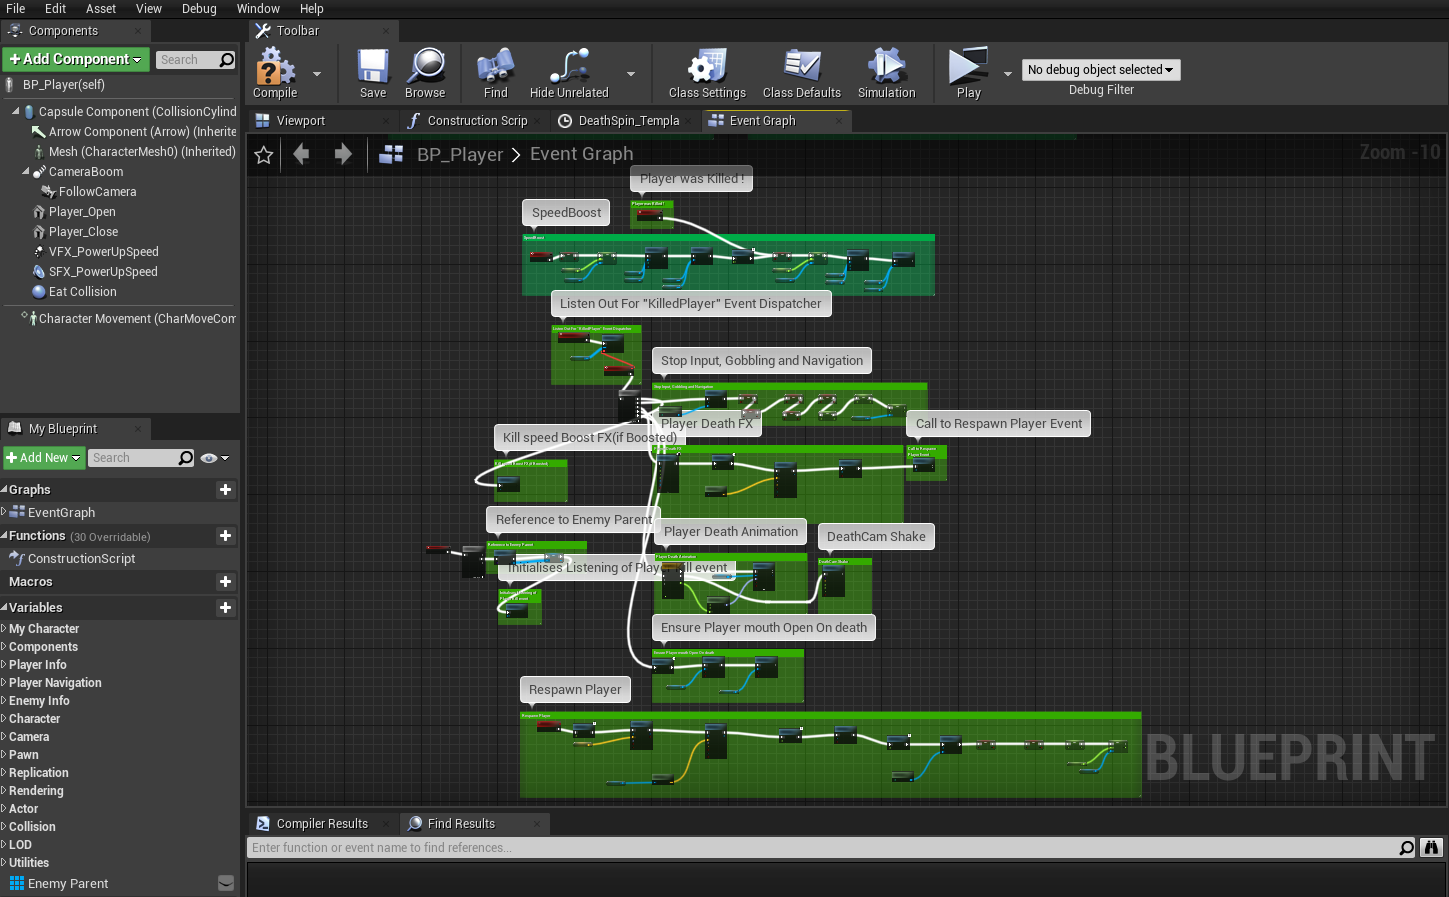 File Edit Asset View Debug Window Help
Components
Toolbar
Add Component
Search
Compile
Save
Browse
Find
Hide Unrelated
Class Settings
Class Defaults
Simulation
Play
No debug object selected
Debug Filter
BP_Player(self)
Capsule Component (CollisionCylind
Arrow Component (Arrow) (Inherite
Mesh (CharacterMesh0) (Inherited)
CameraBoom
FollowCamera
Player_Open
Player_Close
VFX_PowerUpSpeed
SFX_PowerUpSpeed
Eat Collision
Character Movement (CharMoveCom
Viewport
Construction Scrip
DeathSpin_Templa
Event Graph
BP_Player > Event Graph
Zoom -10
Player was Killed !
SpeedBoost
Listen Out For "KilledPlayer" Event Dispatcher
Stop Input, Gobbling and Navigation
Player Death FX
Call to Respawn Player Event
Kill speed Boost FX(if Boosted)
Reference to Enemy Parent
Player Death Animation
DeathCam Shake
Initialises Listening of Playe ill event
Ensure Player mouth Open On death
Respawn Player
BLUEPRINT
My Blueprint
Add New
Search
Graphs
EventGraph
Functions (30 Overridable)
ConstructionScript
Macros
Variables
My Character
Components
Player Info
Player Navigation
Enemy Info
Character
Camera
Pawn
Replication
Rendering
Actor
Collision
LOD
Utilities
Enemy Parent
Compiler Results
Find Results
Enter function or event name to find references...